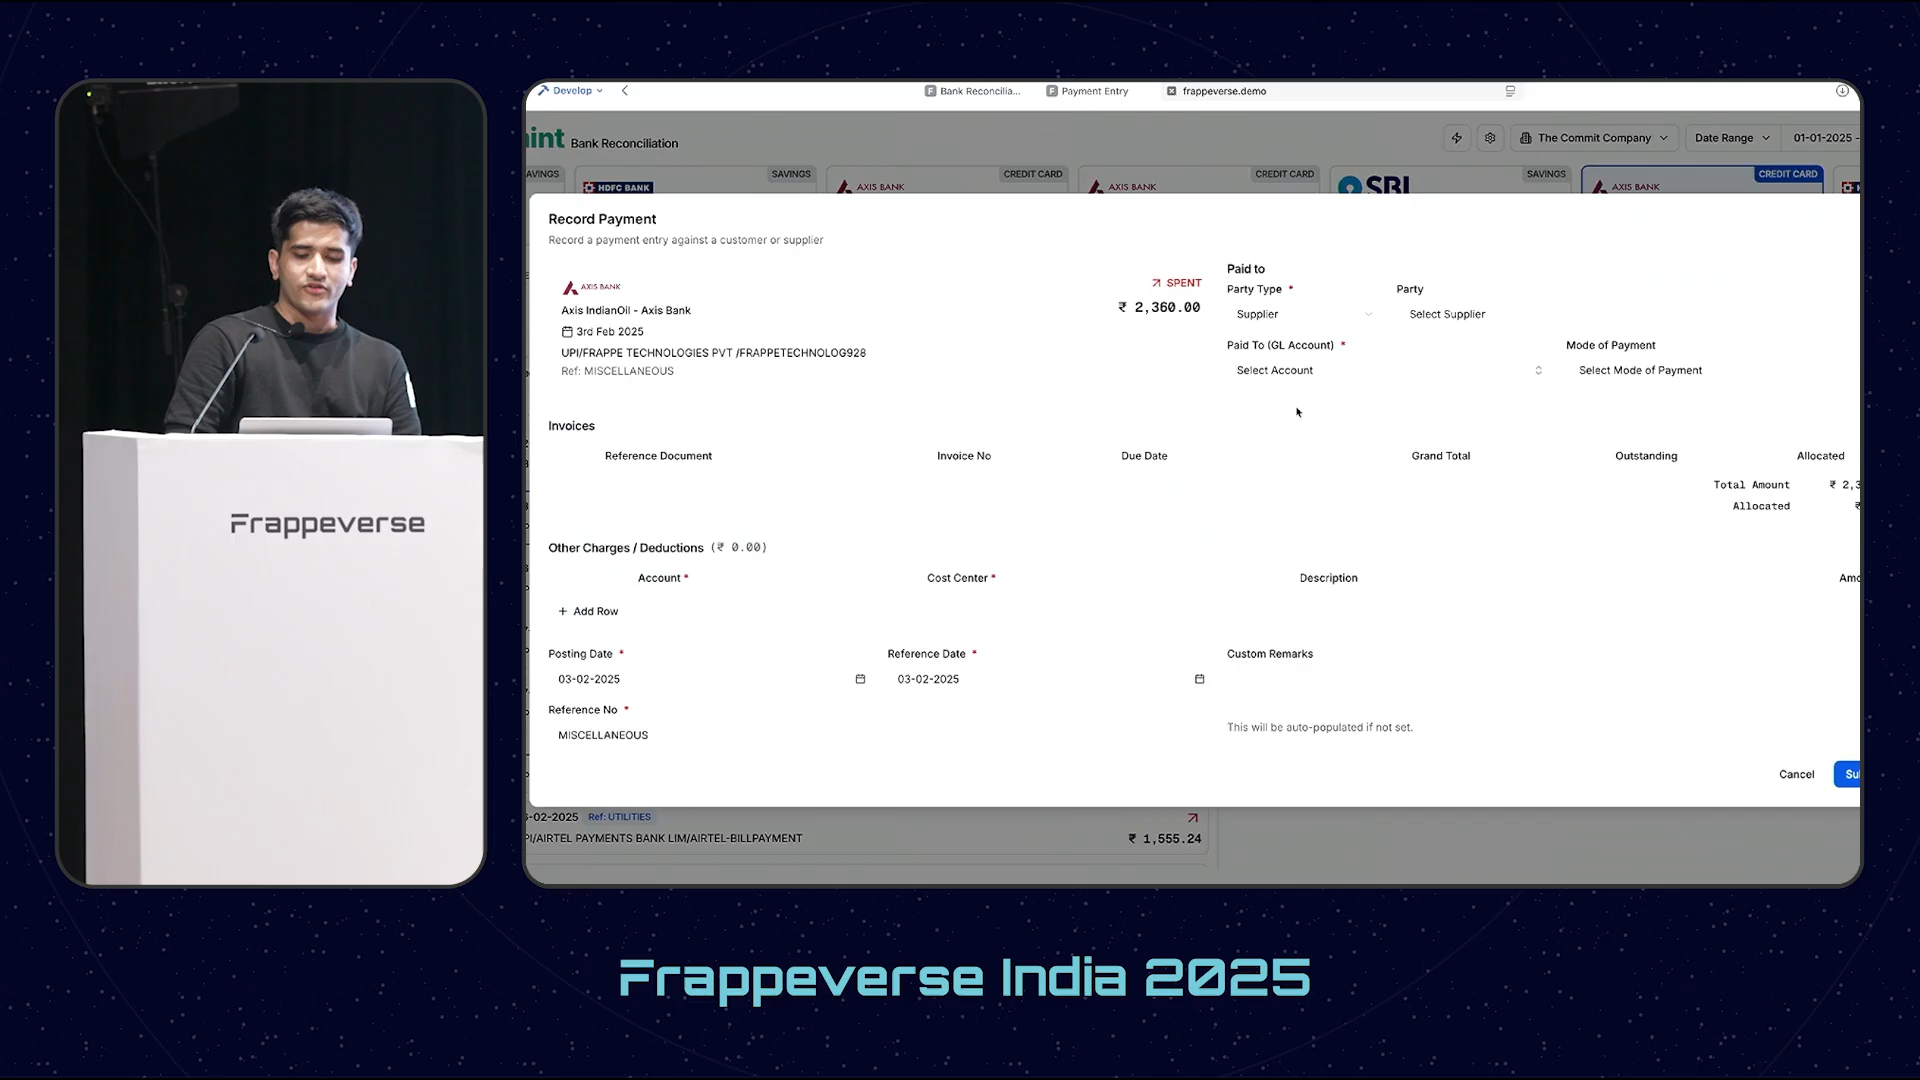 Frappeverse
Develop
Bank Reconcilia...
Payment Entry
frappeverse.demo
int Bank Reconciliation
The Commit Company
Date Range
01-01-2025 -
AVINGS
HDFC BANK
SAVINGS
AXIS BANK
CREDIT CARD
AXIS BANK
CREDIT CARD
SBI
SAVINGS
AXIS BANK
CREDIT CARD
Record Payment
Record a payment entry against a customer or supplier
AXIS BANK
SPENT
Axis IndianOil - Axis Bank
₹ 2,360.00
3rd Feb 2025
UPI/FRAPPE TECHNOLOGIES PVT /FRAPPETECHNOLOG928
Ref: MISCELLANEOUS
Paid to
Party Type *
Party
Supplier
Select Supplier
Paid To (GL Account) *
Mode of Payment
Select Account
Select Mode of Payment
Invoices
Reference Document
Invoice No
Due Date
Grand Total
Outstanding
Allocated
Total Amount
₹ 2,3
Allocated
₹
Other Charges / Deductions (₹ 0.00)
Account *
Cost Center *
Description
Amo
+ Add Row
Posting Date *
Reference Date *
Custom Remarks
03-02-2025
03-02-2025
Reference No *
MISCELLANEOUS
This will be auto-populated if not set.
Cancel
Su
-02-2025 Ref: UTILITIES
PI/AIRTEL PAYMENTS BANK LIM/AIRTEL-BILLPAYMENT
₹ 1,555.24
Frappeverse India 2025